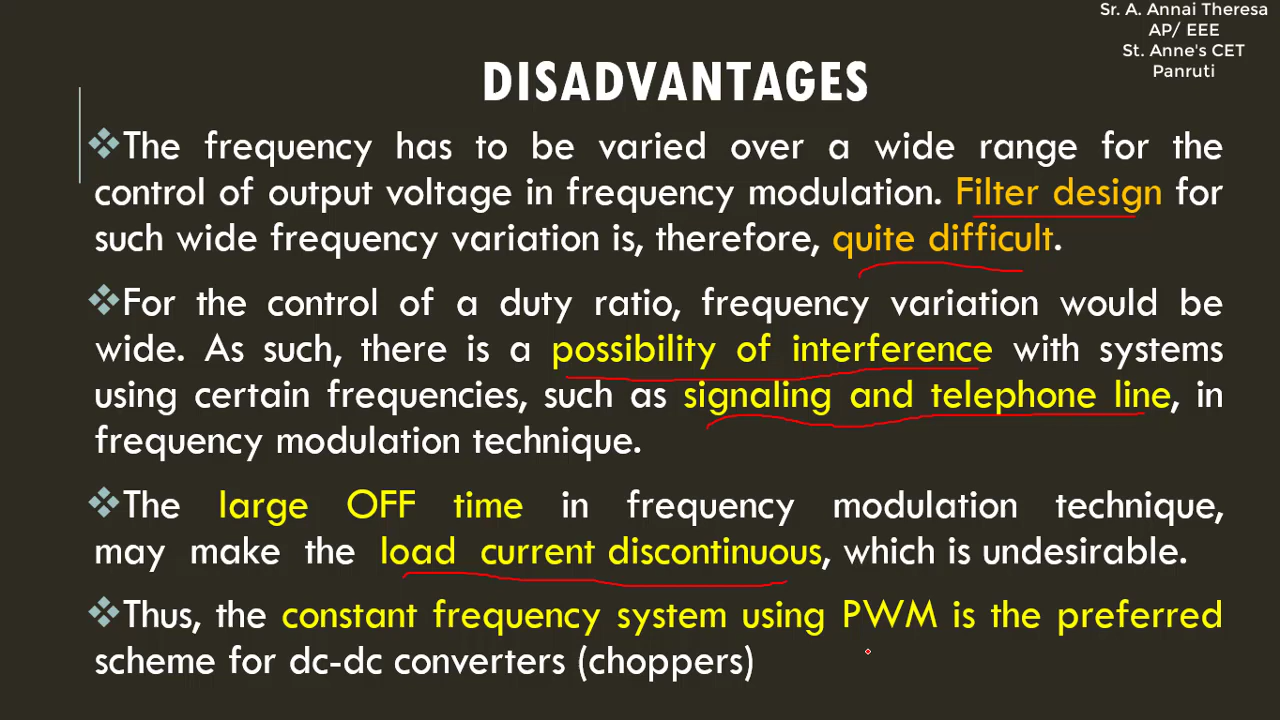 Sr. A. Annai Theresa
AP/ EEE
St. Anne's CET
Panruti
DISADVANTAGES
❖The frequency has to be varied over a wide range for the
control of output voltage in frequency modulation. Filter design for
such wide frequency variation is, therefore, quite difficult.
❖For the control of a duty ratio, frequency variation would be
wide. As such, there is a possibility of interference with systems
using certain frequencies, such as signaling and telephone line, in
frequency modulation technique.
❖The large OFF time in frequency modulation technique,
may make the load current discontinuous, which is undesirable.
❖Thus, the constant frequency system using PWM is the preferred
scheme for dc-dc converters (choppers)